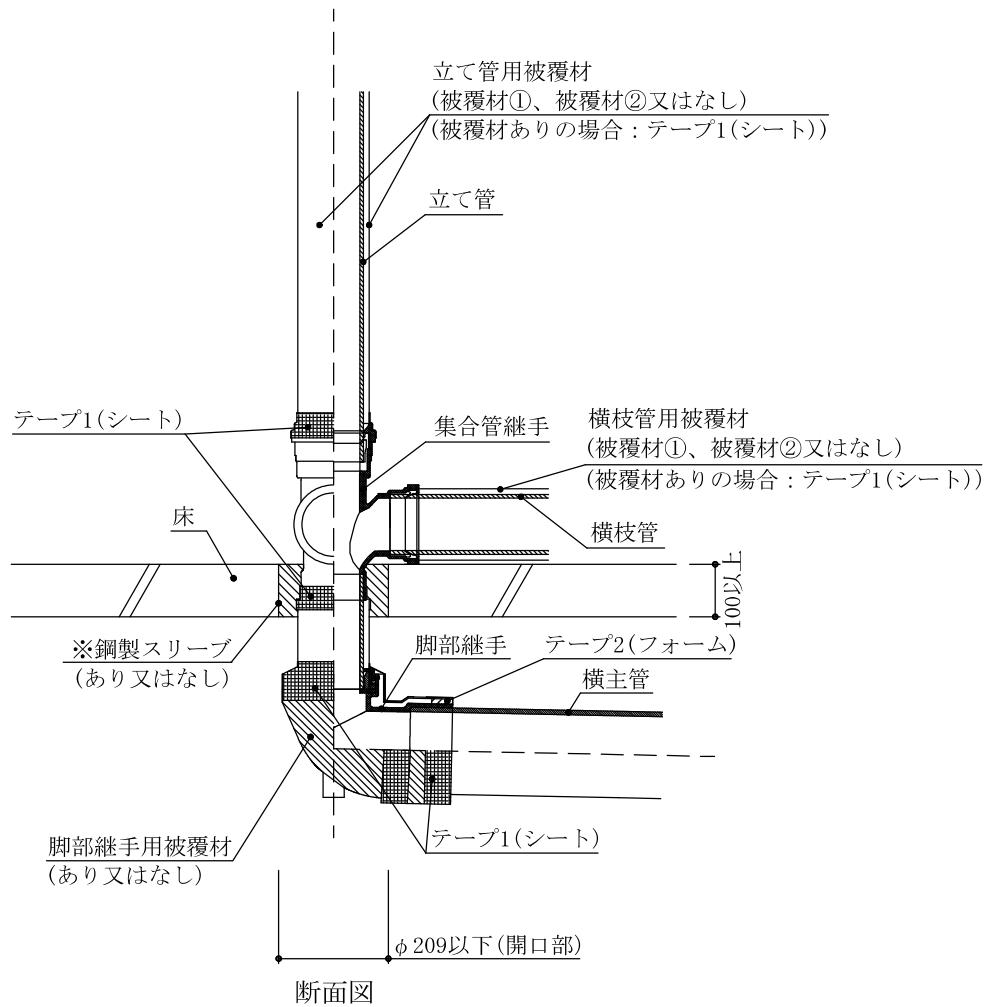 立て管用被覆材
(被覆材①、被覆材②又はなし)
(被覆材ありの場合：テープ1(シート))
立て管
テープ1(シート)
集合管継手
横枝管用被覆材
(被覆材①、被覆材②又はなし)
(被覆材ありの場合：テープ1(シート))
床
横枝管
100以上
※鋼製スリーブ
(あり又はなし)
脚部継手
テープ2(フォーム)
横主管
脚部継手用被覆材
(あり又はなし)
テープ1(シート)
φ209以下(開口部)
断面図